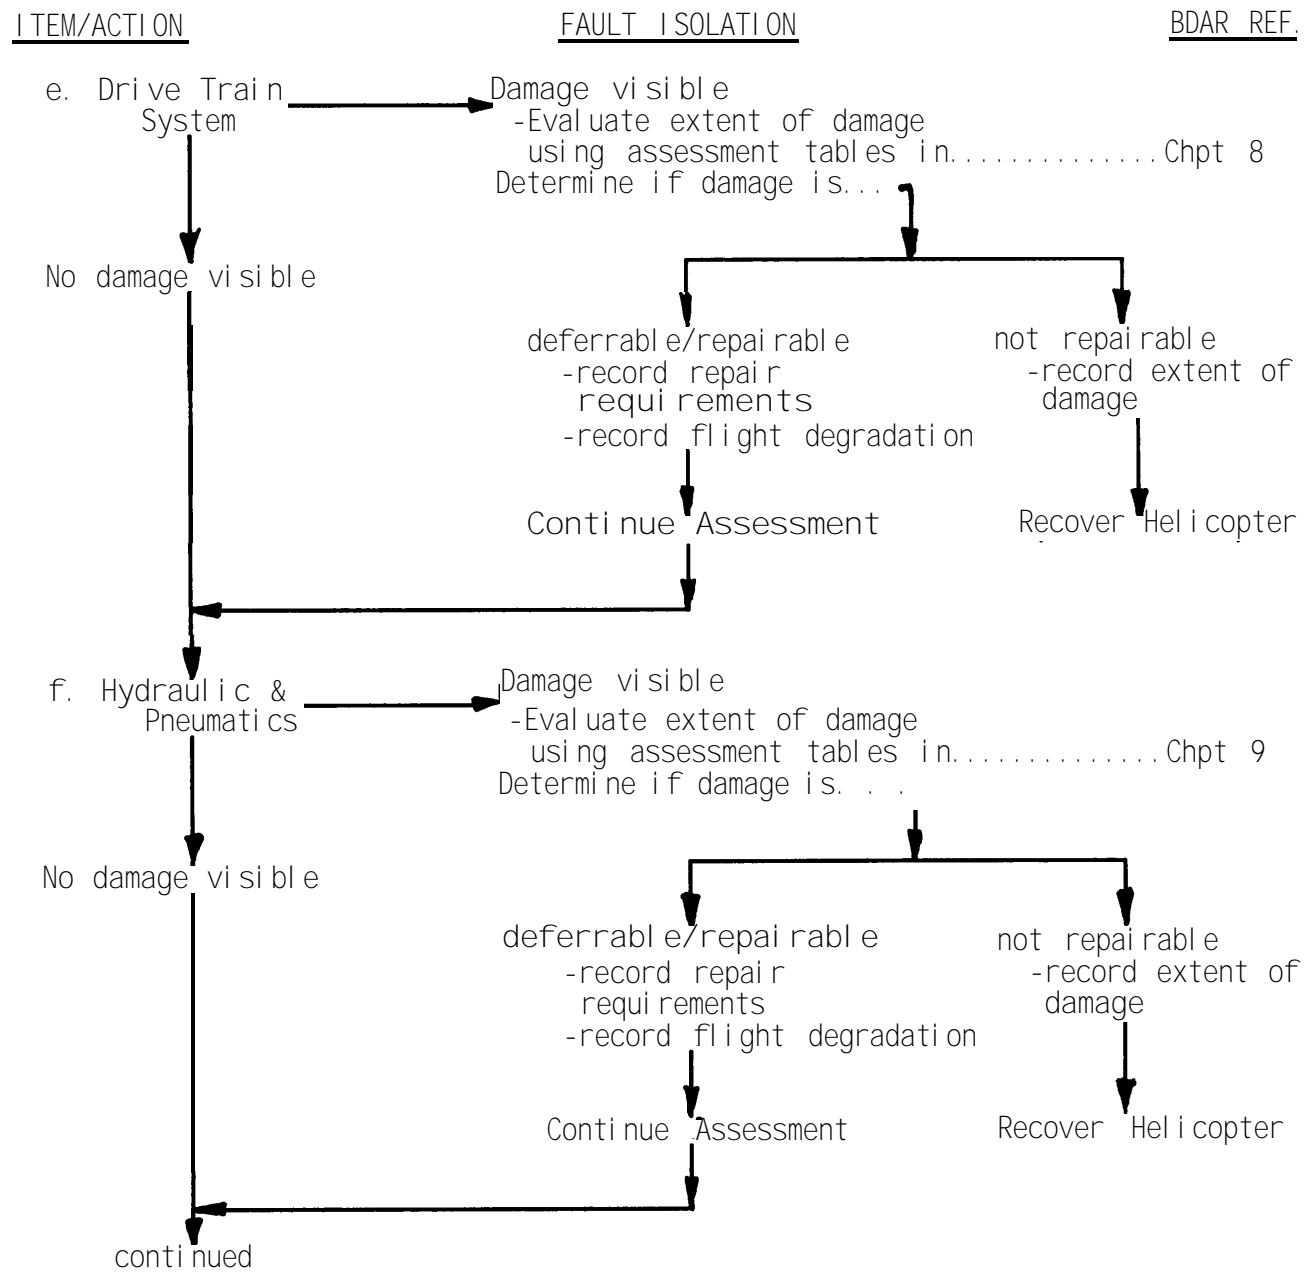 ITEM/ACTION FAULT ISOLATION BDAR REF.
e. Drive Train System
Damage visible
-Evaluate extent of damage
using assessment tables in..............Chpt 8
Determine if damage is...
No damage visible
deferrable/repairable
-record repair
requirements
-record flight degradation
Continue Assessment
not repairable
-record extent of
damage
Recover Helicopter
f. Hydraulic &
Pneumatics
Damage visible
-Evaluate extent of damage
using assessment tables in..............Chpt 9
Determine if damage is. . .
No damage visible
deferrable/repairable
-record repair
requirements
-record flight degradation
Continue Assessment
not repairable
-record extent of
damage
Recover Helicopter
continued